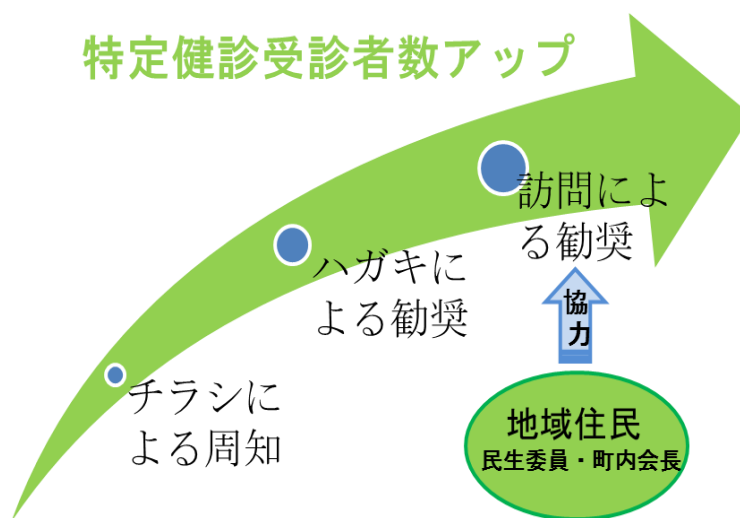 特定健診受診者数アップ
訪問によ
る勧奨
ハガキに
よる勧奨
チラシに
よる周知
協
力
地域住民
民生委員・町内会長